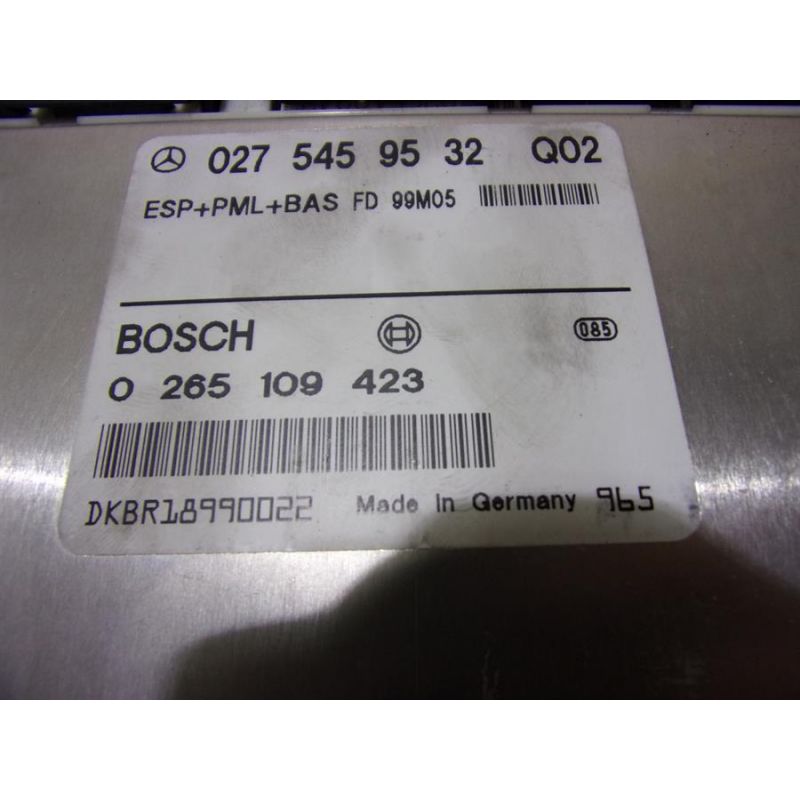 027 545 95 32 Q02
ESP+PML+BAS FD 99M05
BOSCH 085
0 265 109 423
DKBR18990022 Made in Germany 965